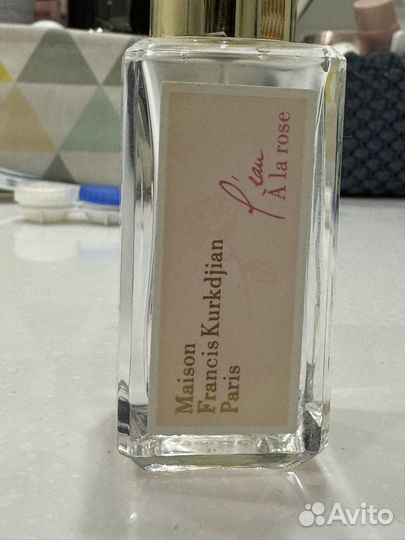 Maison
Francis Kurkdjian
Paris
l'eau
À la rose
Avito